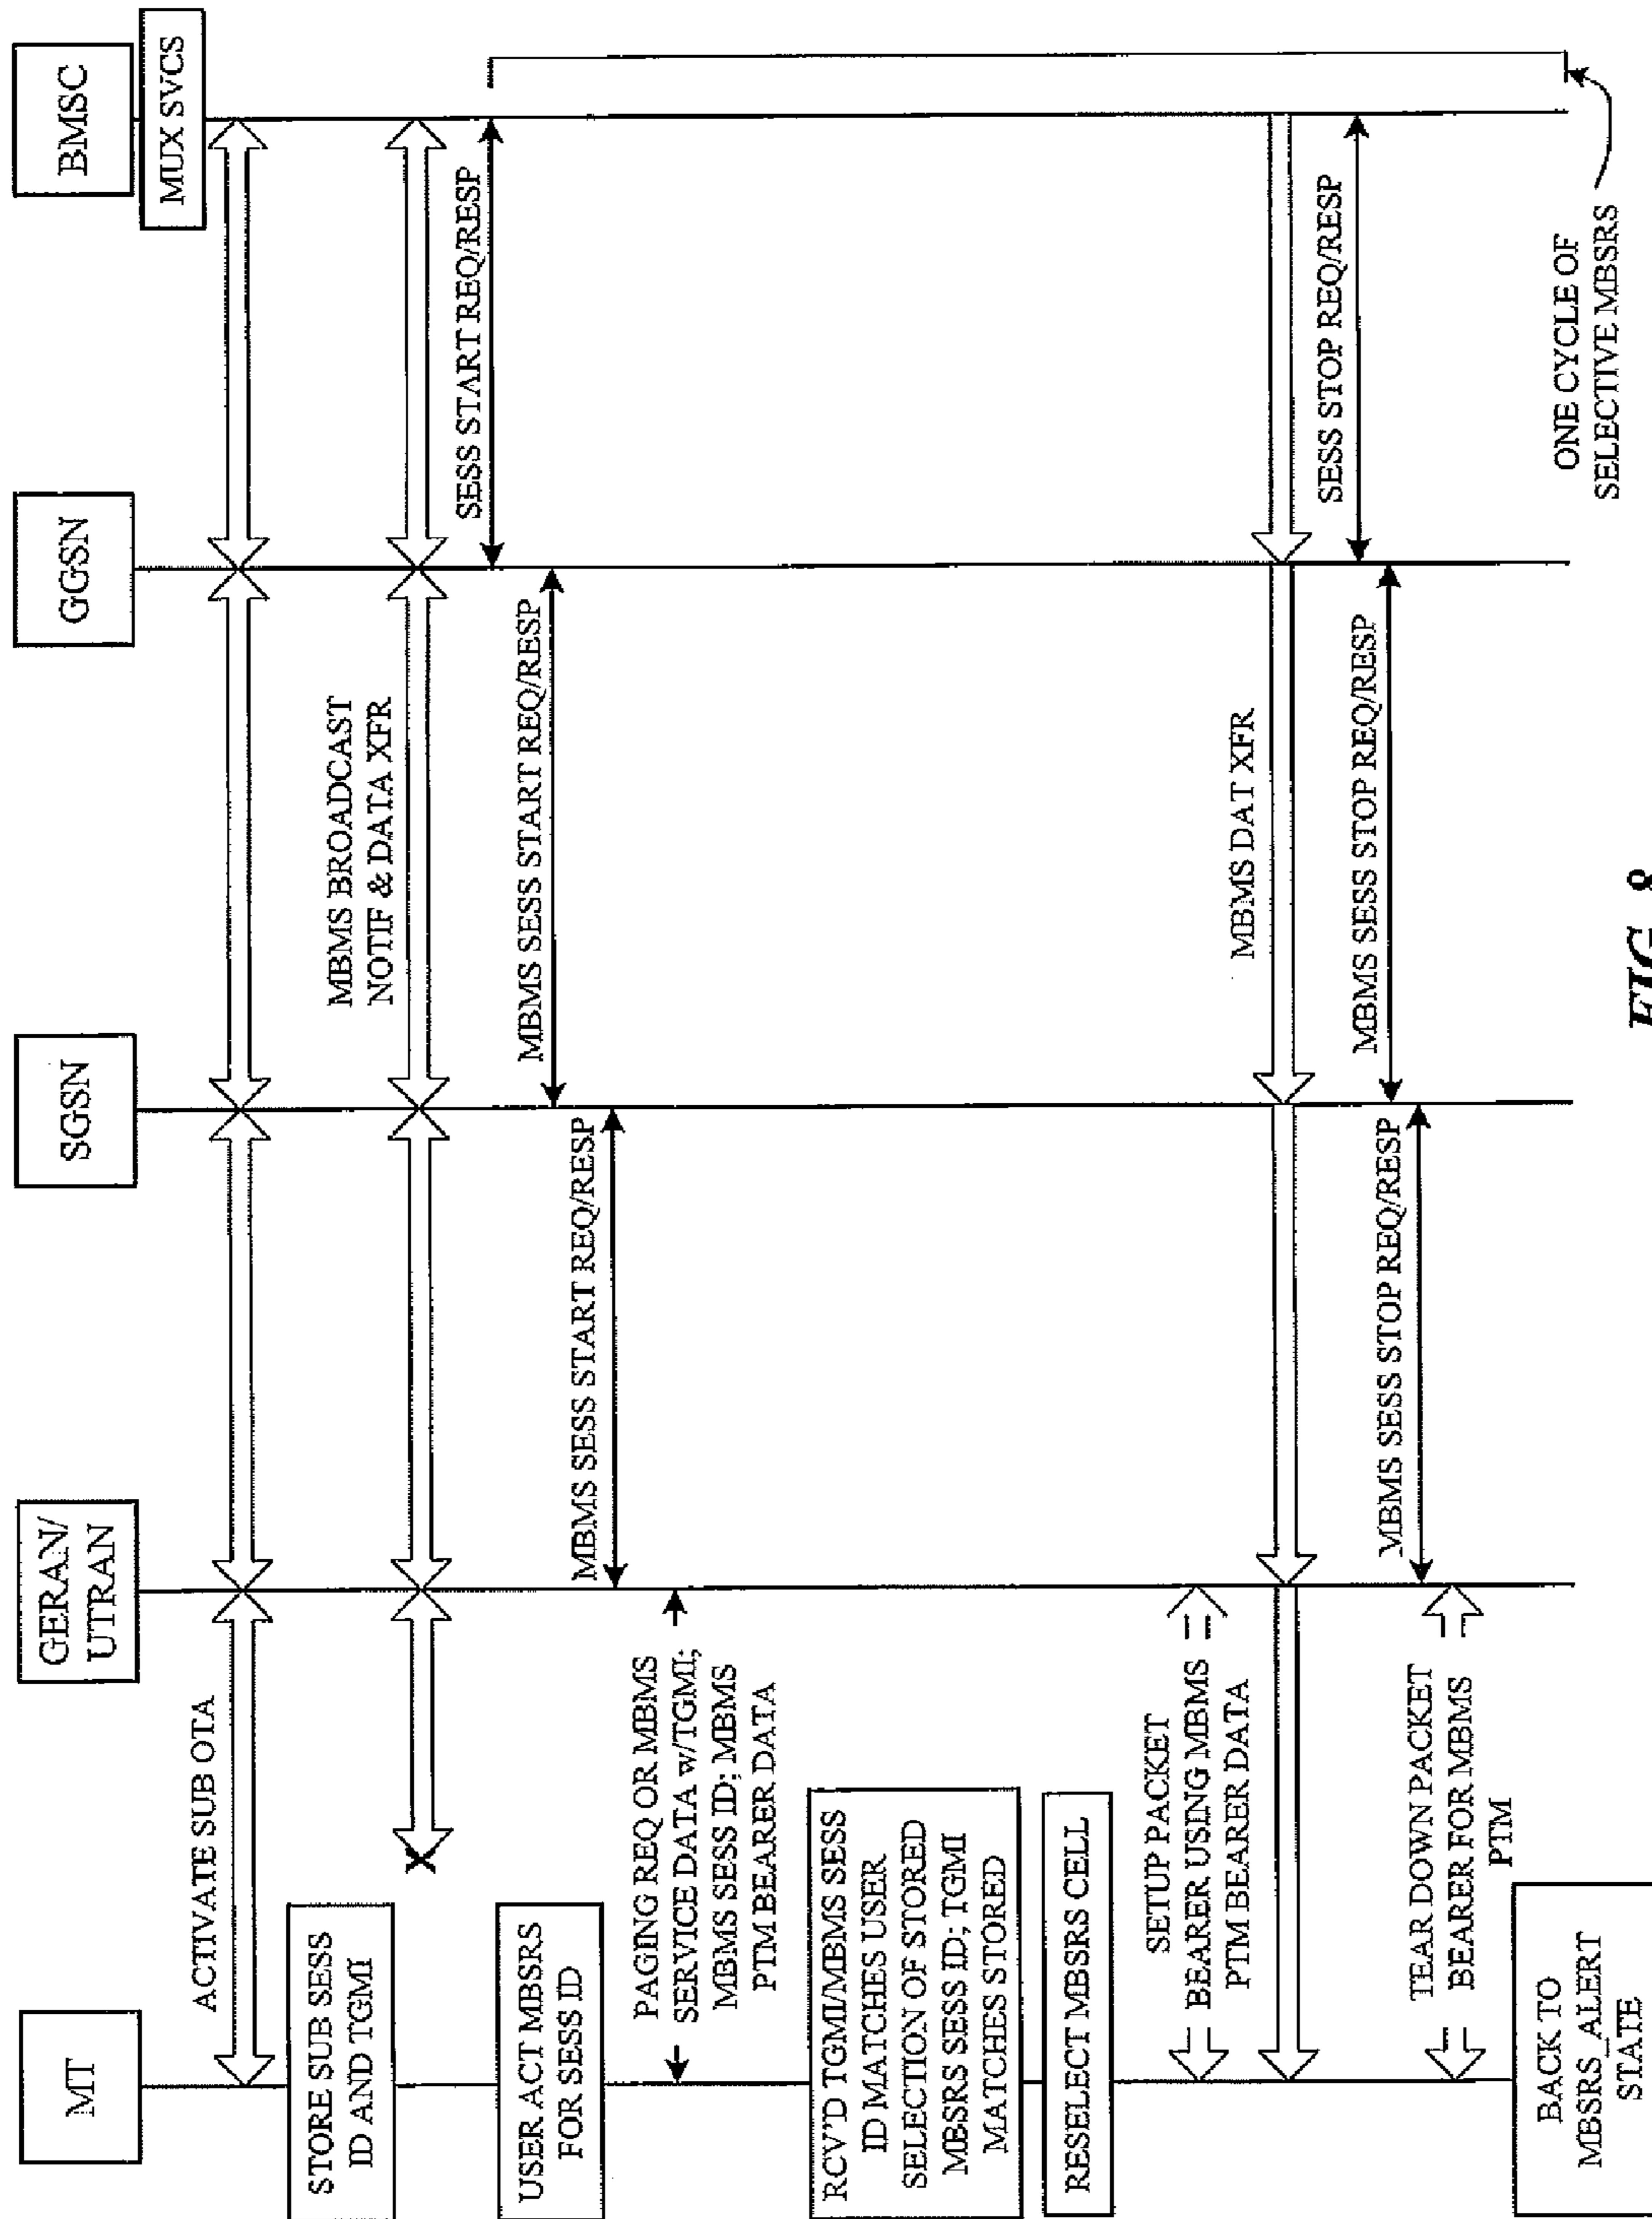 MT
GERAN/
UTRAN
SGSN
GGSN
BMSC
MUX SVCS
ACTIVATE SUB OTA
STORE SUB SESS
ID AND TGMI
MBMS BROADCAST
NOTIF & DATA XFR
USER ACT MBSRS
FOR SESS ID
SESS START REQ/RESP
MBMS SESS START REQ/RESP
MBMS SESS START REQ/RESP
PAGING REQ OR MBMS
SERVICE DATA w/TGMI;
MBMS SESS ID; MBMS
PTM BEARER DATA
RCV'D TGMI/MBMS SESS
ID MATCHES USER
SELECTION OF STORED
MBSRS SESS ID; TGMI
MATCHES STORED
RESELECT MBSRS CELL
SETUP PACKET
BEARER USING MBMS
PTM BEARER DATA
MBMS DAT XFR
SESS STOP REQ/RESP
MBMS SESS STOP REQ/RESP
MBMS SESS STOP REQ/RESP
TEAR DOWN PACKET
BEARER FOR MBMS
PTM
BACK TO
MBSRS_ALERT
STATE
ONE CYCLE OF
SELECTIVE MBSRS
FIG. 8